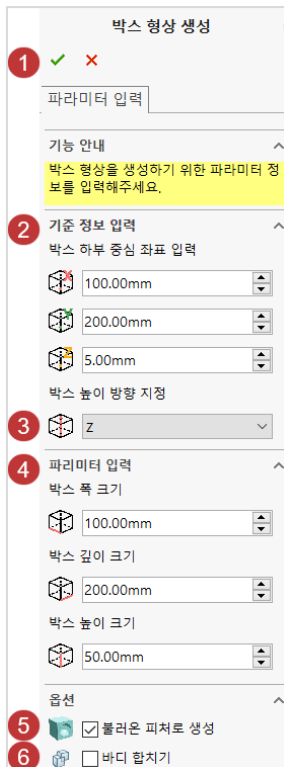 박스 형상 생성
1
파라미터 입력
기능 안내
박스 형상을 생성하기 위한 파라미터 정
보를 입력해주세요.
2 기준 정보 입력
박스 하부 중심 좌표 입력
100.00mm
200.00mm
5.00mm
박스 높이 방향 지정
3 Z
4 파리미터 입력
박스 폭 크기
100.00mm
박스 깊이 크기
200.00mm
박스 높이 크기
50.00mm
옵션
5 불러온 피처로 생성
6 바디 합치기